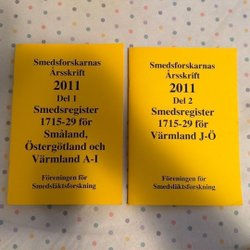 Smedsforskarnas
Årsskrift
2011
Del 1
Smedsregister
1715-29 för
Småland,
Östergötland och
Värmland A-I
Föreningen för
Smedsläktsforskning
Smedsforskarnas
Årsskrift
2011
Del 2
Smedsregister
1715-29 för
Värmland J-Ö
Föreningen för
Smedsläktsforskning